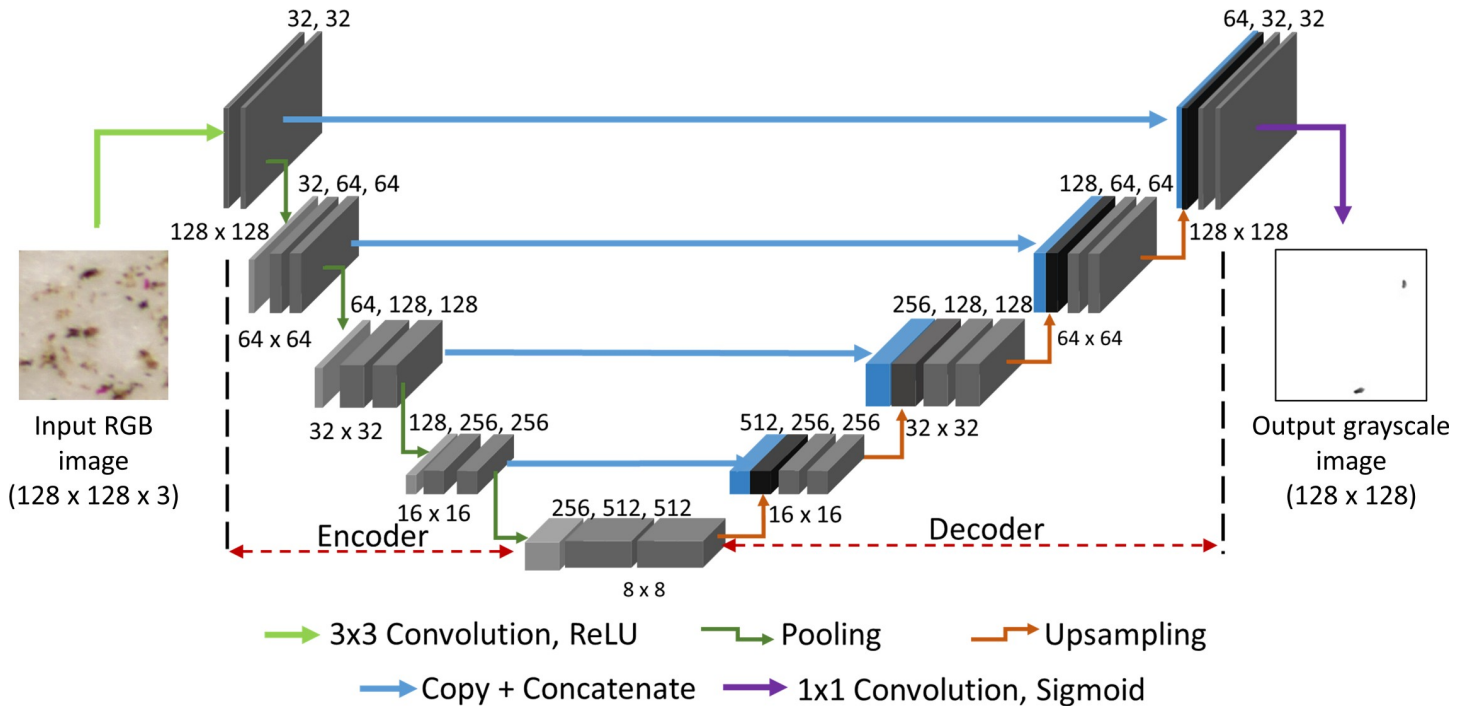 32, 32
64, 32, 32
32, 64, 64
128, 64, 64
128 x 128
128 x 128
64, 128, 128
256, 128, 128
64 x 64
64 x 64
Input RGB
image
(128 x 128 x 3)
Output grayscale
image
(128 x 128)
32 x 32
32 x 32
128, 256, 256
512, 256, 256
16 x 16
16 x 16
256, 512, 512
Encoder
Decoder
8 x 8
3x3 Convolution, ReLU
Pooling
Upsampling
Copy + Concatenate
1x1 Convolution, Sigmoid